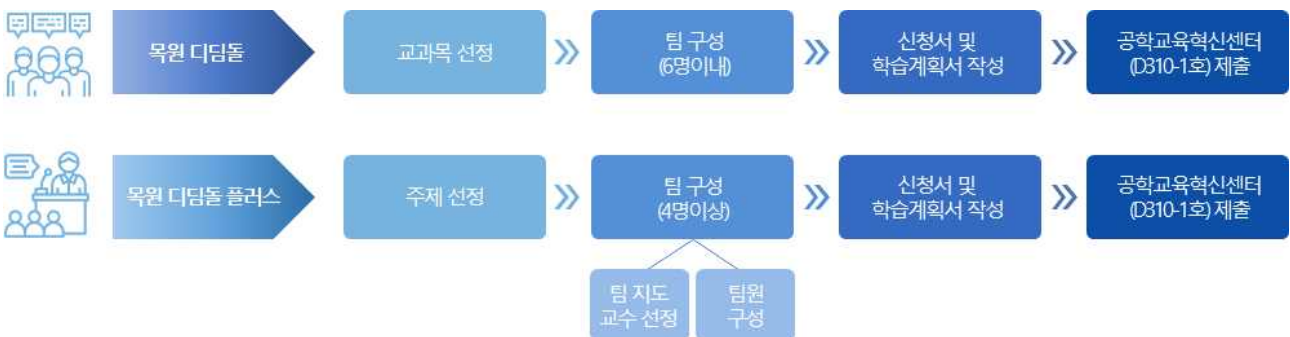 목원 디딤돌
교과목 선정
팀 구성
(6명이내)
신청서 및
학습계획서 작성
공학교육혁신센터
(D310-1호) 제출
목원 디딤돌 플러스
주제 선정
팀 구성
(4명이상)
신청서 및
학습계획서 작성
공학교육혁신센터
(D310-1호) 제출
팀 지도
교수 선정
팀원
구성